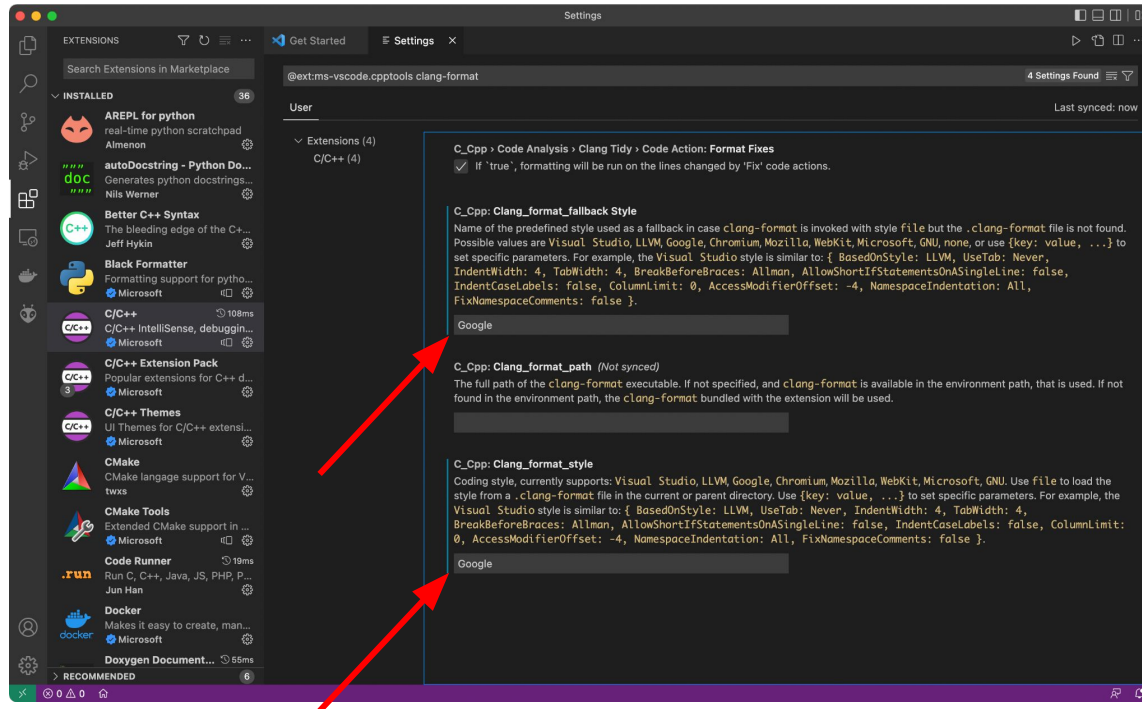 Settings
EXTENSIONS
Get Started
Settings
Search Extensions in Marketplace
INSTALLED 36
AREPL for python
real-time python scratchpad
Almenon
""" doc """
autoDocstring - Python Do...
Generates python docstrings...
Nils Werner
C++
Better C++ Syntax
The bleeding edge of the C+...
Jeff Hykin
Black Formatter
Formatting support for pytho...
Microsoft
C/C++
C/C++ 108ms
C/C++ IntelliSense, debuggin...
Microsoft
C/C++
3
C/C++ Extension Pack
Popular extensions for C++ d...
Microsoft
C/C++
C/C++ Themes
UI Themes for C/C++ extensi...
Microsoft
CMake
CMake langage support for V...
twxs
CMake Tools
Extended CMake support in ...
Microsoft
.run
Code Runner 19ms
Run C, C++, Java, JS, PHP, P...
Jun Han
docker
Docker
Makes it easy to create, man...
Microsoft
Doxygen Document... 55ms
RECOMMENDED 6
0 0
@ext:ms-vscode.cpptools clang-format
4 Settings Found
User
Last synced: now
Extensions (4)
C/C++ (4)
C_Cpp › Code Analysis › Clang Tidy › Code Action: Format Fixes
If `true`, formatting will be run on the lines changed by 'Fix' code actions.
C_Cpp: Clang_format_fallback Style
Name of the predefined style used as a fallback in case clang-format is invoked with style file but the .clang-format file is not found.
Possible values are Visual Studio, LLVM, Google, Chromium, Mozilla, WebKit, Microsoft, GNU, none, or use {key: value, ...} to
set specific parameters. For example, the Visual Studio style is similar to: { BasedOnStyle: LLVM, UseTab: Never,
IndentWidth: 4, TabWidth: 4, BreakBeforeBraces: Allman, AllowShortIfStatementsOnASingleLine: false,
IndentCaseLabels: false, ColumnLimit: 0, AccessModifierOffset: -4, NamespaceIndentation: All,
FixNamespaceComments: false }.
Google
C_Cpp: Clang_format_path (Not synced)
The full path of the clang-format executable. If not specified, and clang-format is available in the environment path, that is used. If not
found in the environment path, the clang-format bundled with the extension will be used.
C_Cpp: Clang_format_style
Coding style, currently supports: Visual Studio, LLVM, Google, Chromium, Mozilla, WebKit, Microsoft, GNU. Use file to load the
style from a .clang-format file in the current or parent directory. Use {key: value, ...} to set specific parameters. For example, the
Visual Studio style is similar to: { BasedOnStyle: LLVM, UseTab: Never, IndentWidth: 4, TabWidth: 4,
BreakBeforeBraces: Allman, AllowShortIfStatementsOnASingleLine: false, IndentCaseLabels: false, ColumnLimit:
0, AccessModifierOffset: -4, NamespaceIndentation: All, FixNamespaceComments: false }.
Google